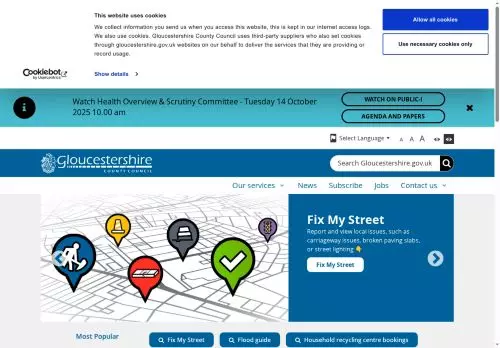 This website uses cookies
We collect information you send us when you access this website, this is kept in our internet access logs.
We also use cookies. Gloucestershire County Council uses third-party suppliers who also set cookies
through gloucestershire.gov.uk websites on our behalf to deliver the services that they are providing or
record usage.
Allow all cookies
Use necessary cookies only
Cookiebot
by Usercentrics
Show details
Watch Health Overview & Scrutiny Committee - Tuesday 14 October
2025 10.00 am
WATCH ON PUBLIC-I
AGENDA AND PAPERS
Select Language
A A A
Gloucestershire
COUNTY COUNCIL
Search Gloucestershire.gov.uk
Our services News Subscribe Jobs Contact us
Fix My Street
Report and view local issues, such as
carriageway issues, broken paving slabs,
or street lighting 👇
Fix My Street
Most Popular
Fix My Street
Flood guide
Household recycling centre bookings